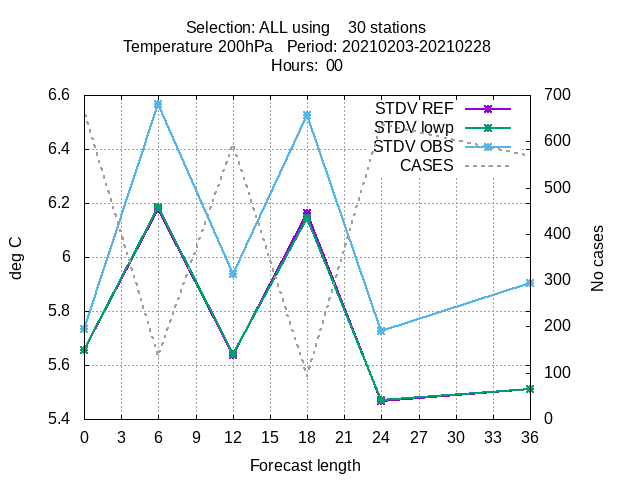 Selection: ALL using    30 stations
Temperature 200hPa   Period: 20210203-20210228
Hours:  00
STDV REF
STDV lowp
STDV OBS
CASES
deg C
6.6
6.4
6.2
6
5.8
5.6
5.4
700
600
500
400
300
200
100
0
No cases
0 3 6 9 12 15 18 21 24 27 30 33 36
Forecast length